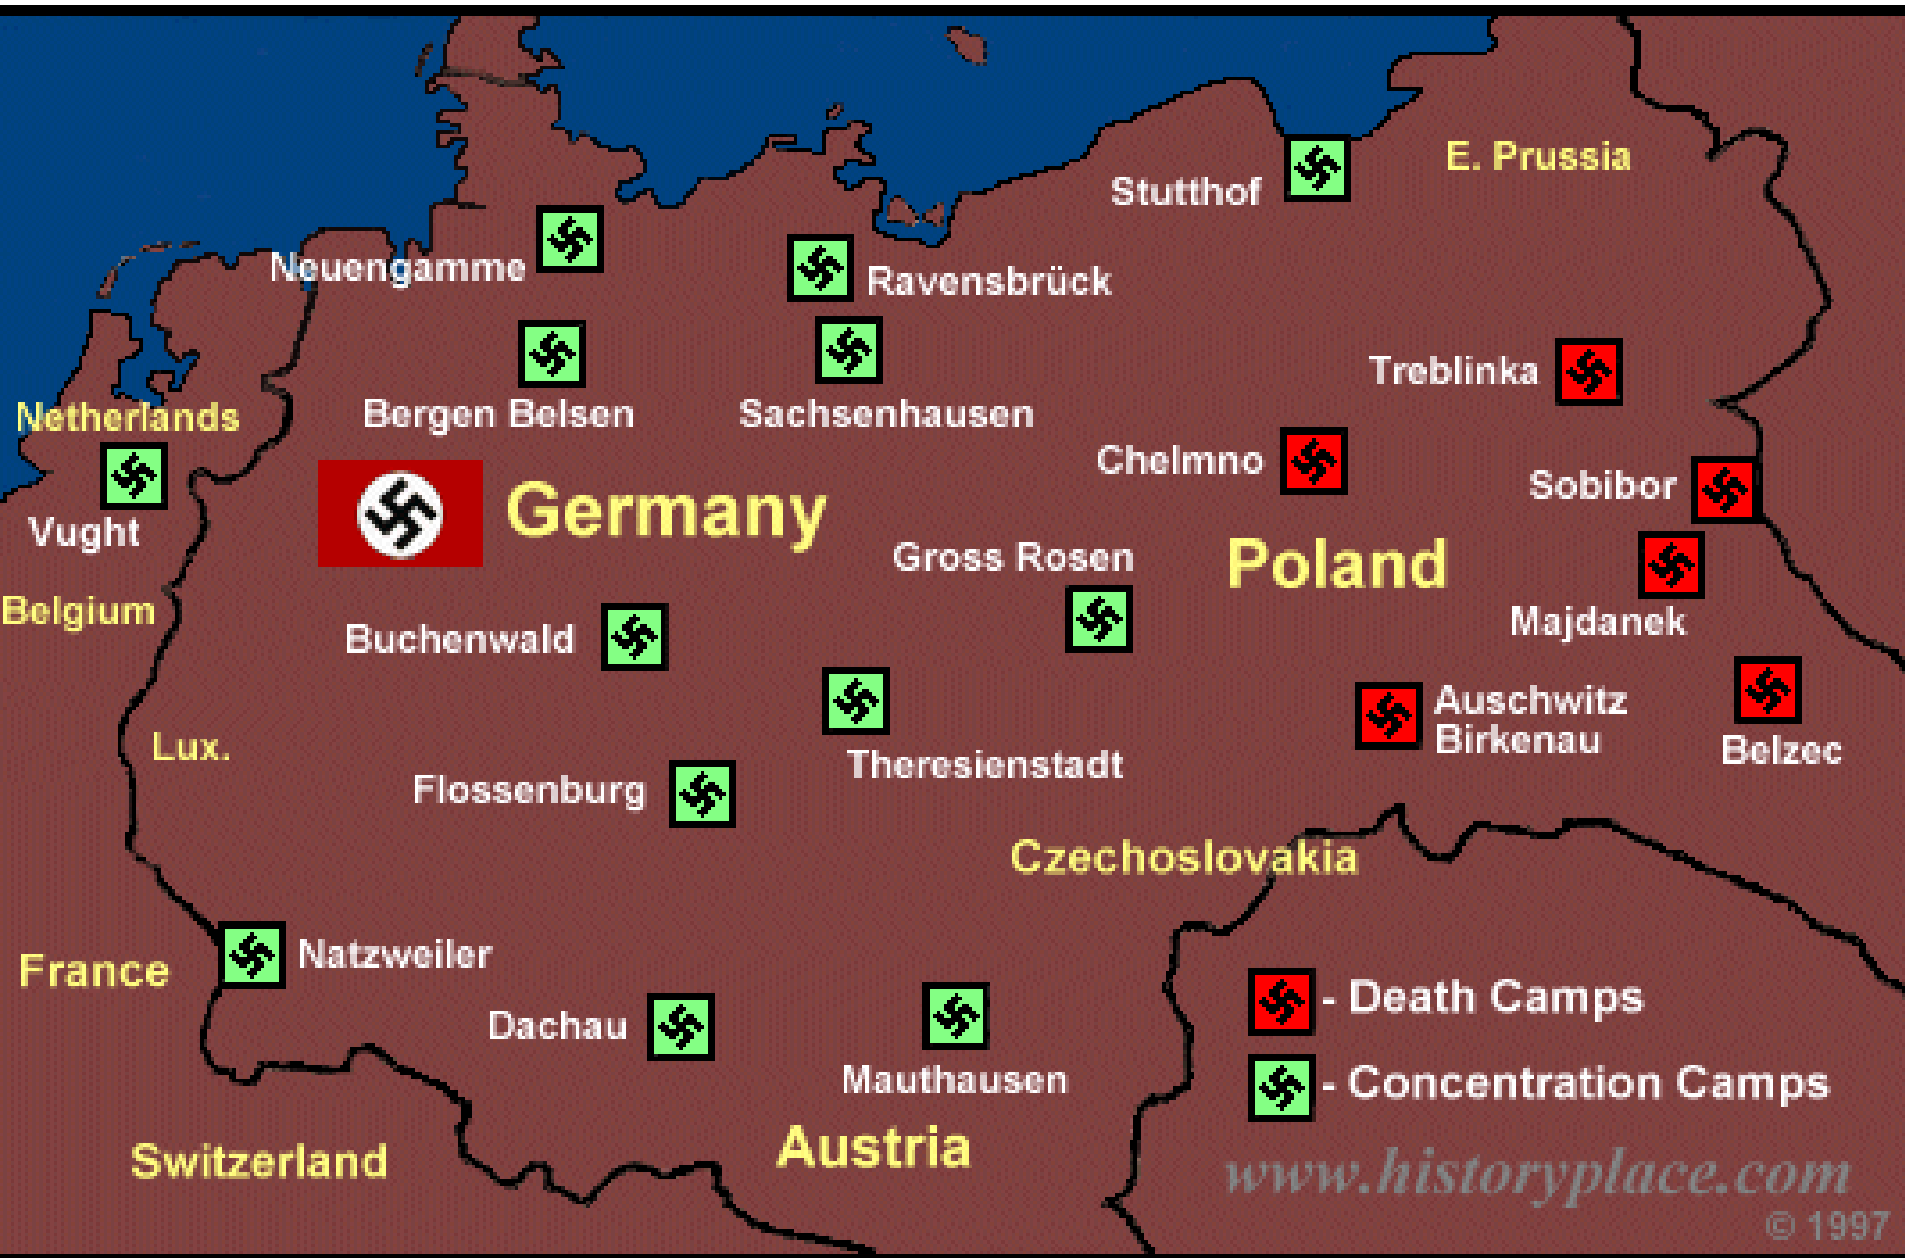 E. Prussia
Stutthof
Neuengamme
Ravensbrück
Treblinka
Netherlands
Bergen Belsen
Sachsenhausen
Chelmno
Sobibor
Vught
Germany
Gross Rosen
Poland
Belgium
Majdanek
Buchenwald
Auschwitz
Birkenau
Lux.
Belzec
Theresienstadt
Flossenburg
Czechoslovakia
France
Natzweiler
- Death Camps
Dachau
Mauthausen
- Concentration Camps
Switzerland
Austria
www.historyplace.com
© 1997